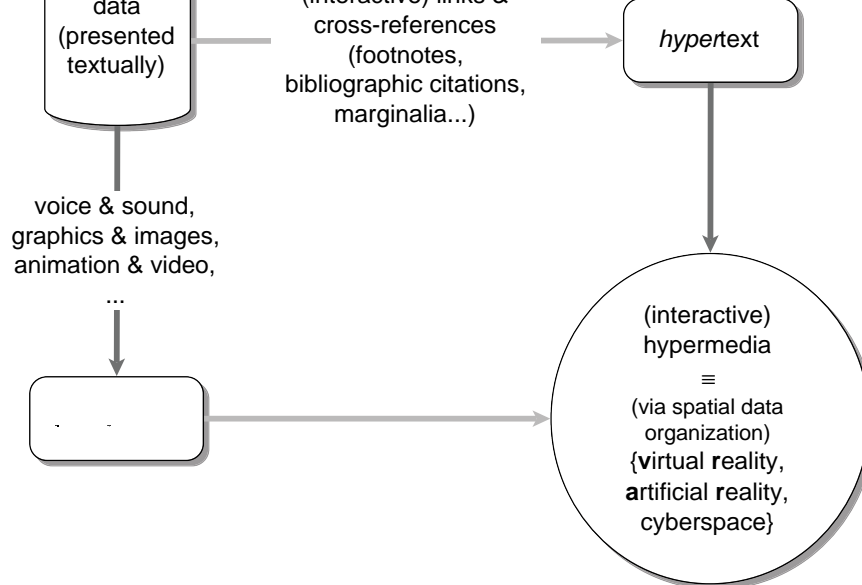 data
(presented
textually)
(interactive) links &
cross-references
(footnotes,
bibliographic citations,
marginalia...)
hypertext
voice & sound,
graphics & images,
animation & video,
...
(interactive)
hypermedia
≡
(via spatial data
organization)
{virtual reality,
artificial reality,
cyberspace}